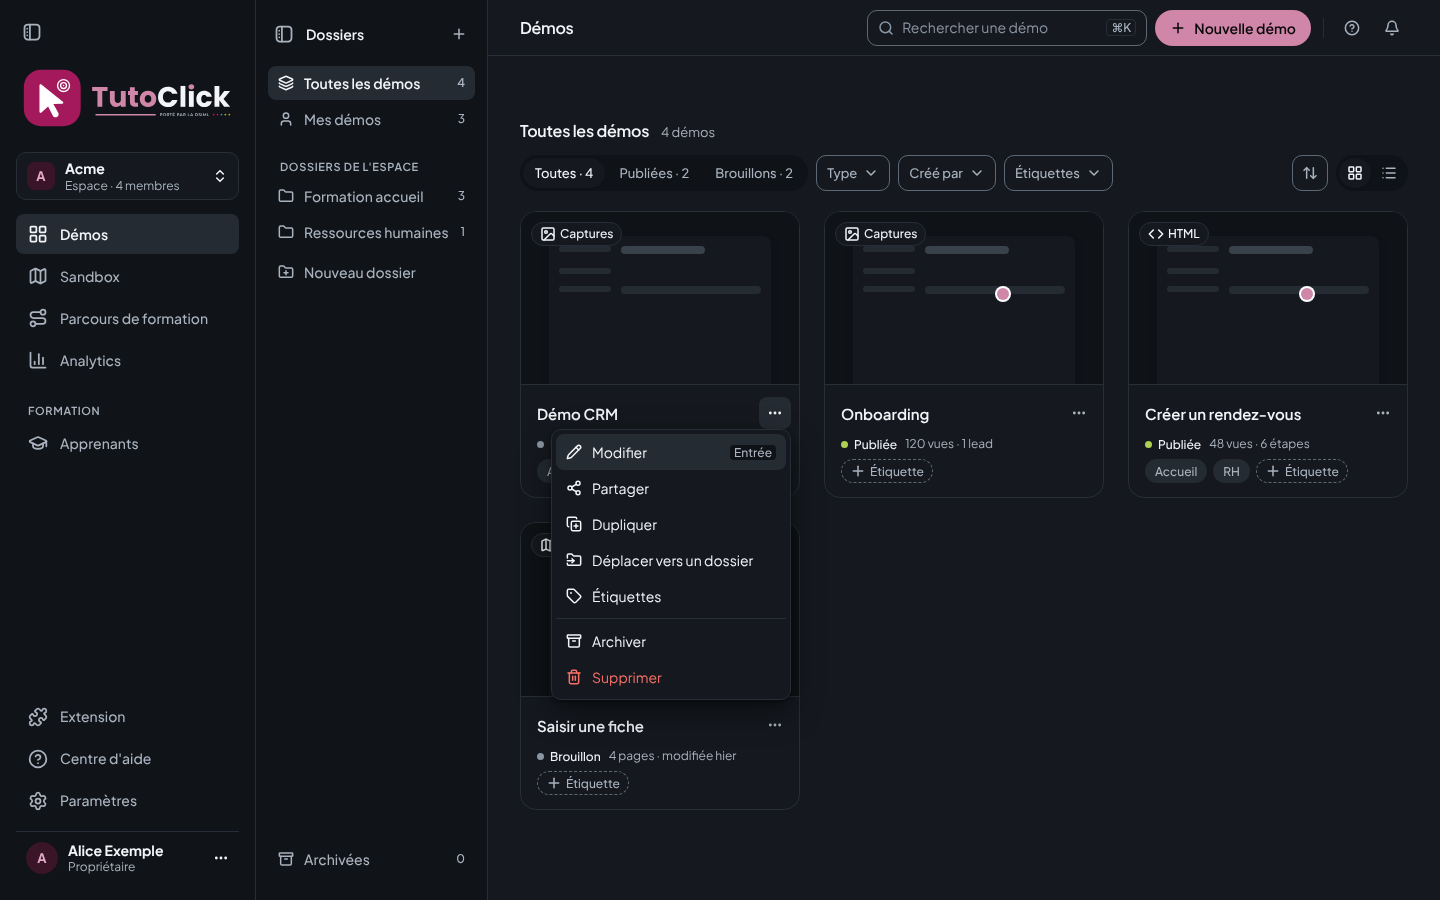 TutoClick
PORTÉ PAR LA DSIML
Acme
Espace · 4 membres
A
Démos
Sandbox
Parcours de formation
Analytics
FORMATION
Apprenants
Extension
Centre d'aide
Paramètres
A
Alice Exemple
Propriétaire
Dossiers
Toutes les démos 4
Mes démos 3
DOSSIERS DE L'ESPACE
Formation accueil 3
Ressources humaines 1
Nouveau dossier
Archivées 0
Démos
Rechercher une démo ⌘K
Nouvelle démo
Toutes les démos 4 démos
Toutes · 4 Publiées · 2 Brouillons · 2 Type Créé par Étiquettes
Captures
Démo CRM
Modifier Entrée
Partager
Dupliquer
Déplacer vers un dossier
Étiquettes
Archiver
Supprimer
Captures
Onboarding
Publiée 120 vues · 1 lead
Étiquette
HTML
Créer un rendez-vous
Publiée 48 vues · 6 étapes
Accueil RH Étiquette
Saisir une fiche
Brouillon 4 pages · modifiée hier
Étiquette